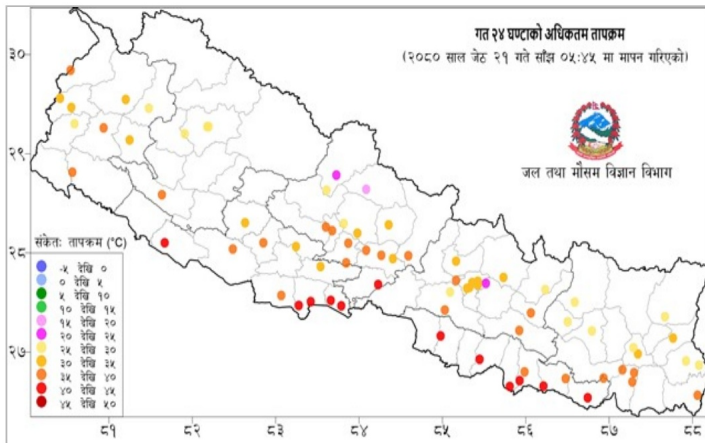 गत २४ घण्टाको अधिकतम तापक्रम
(२०८० साल जेठ २१ गते साँझ ०५:४५ मा मापन गरिएको)
जल तथा मौसम विज्ञान विभाग
संकेतः तापक्रम (°C)
-५ देखि ०
० देखि ५
५ देखि १०
१० देखि १५
१५ देखि २०
२० देखि २५
२५ देखि ३०
३० देखि ३५
३५ देखि ४०
४० देखि ४५
४५ देखि ५०
३०
२९
२८
२७
८१ ८२ ८३ ८४ ८५ ८६ ८७ ८८